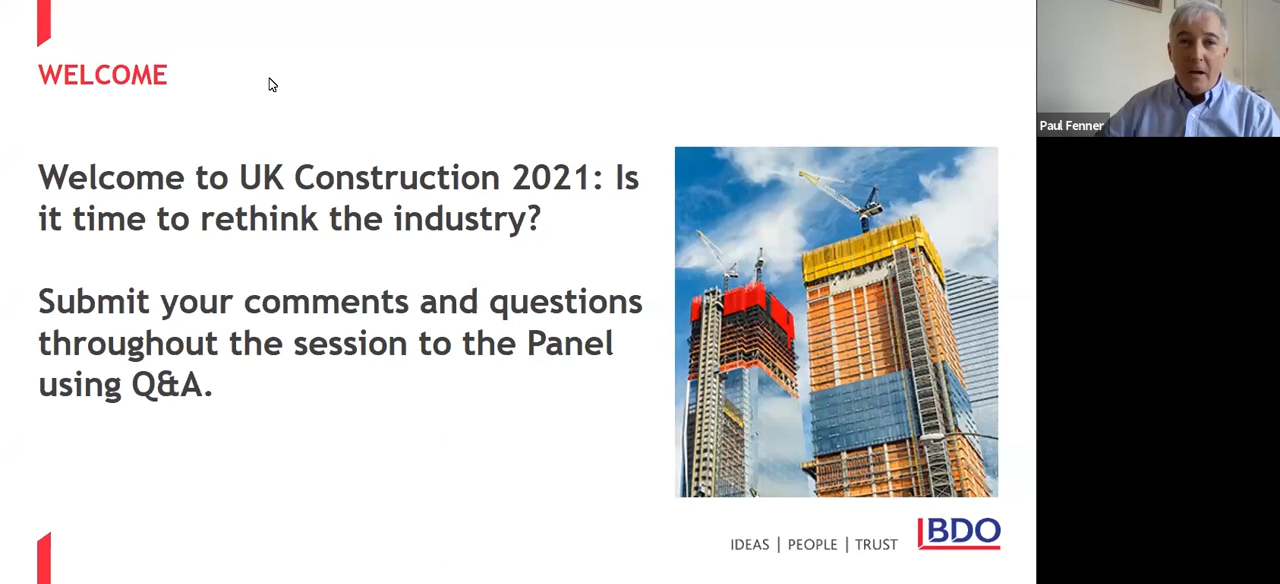 WELCOME
Welcome to UK Construction 2021: Is
it time to rethink the industry?
Submit your comments and questions
throughout the session to the Panel
using Q&A.
IDEAS | PEOPLE | TRUST
BDO
Paul Fenner